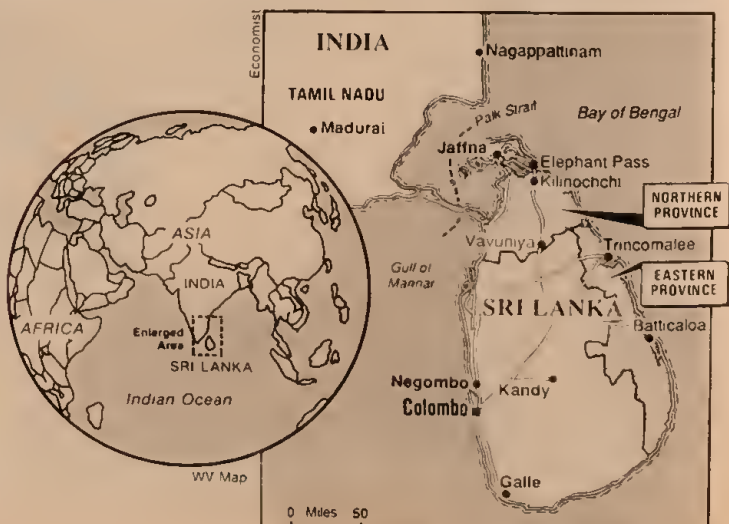 Economist
INDIA
Nagappattinam
TAMIL NADU
Madurai
Palk Strait
Bay of Bengal
Jaffna
Elephant Pass
Kilinochchi
NORTHERN
PROVINCE
Vavuniya
Trincomalee
Gulf of
Mannar
EASTERN
PROVINCE
SRI LANKA
Batticaloa
Negombo
Kandy
Colombo
Galle
0 Miles 50
ASIA
INDIA
AFRICA
Enlarged
Area
SRI LANKA
Indian Ocean
WV Map